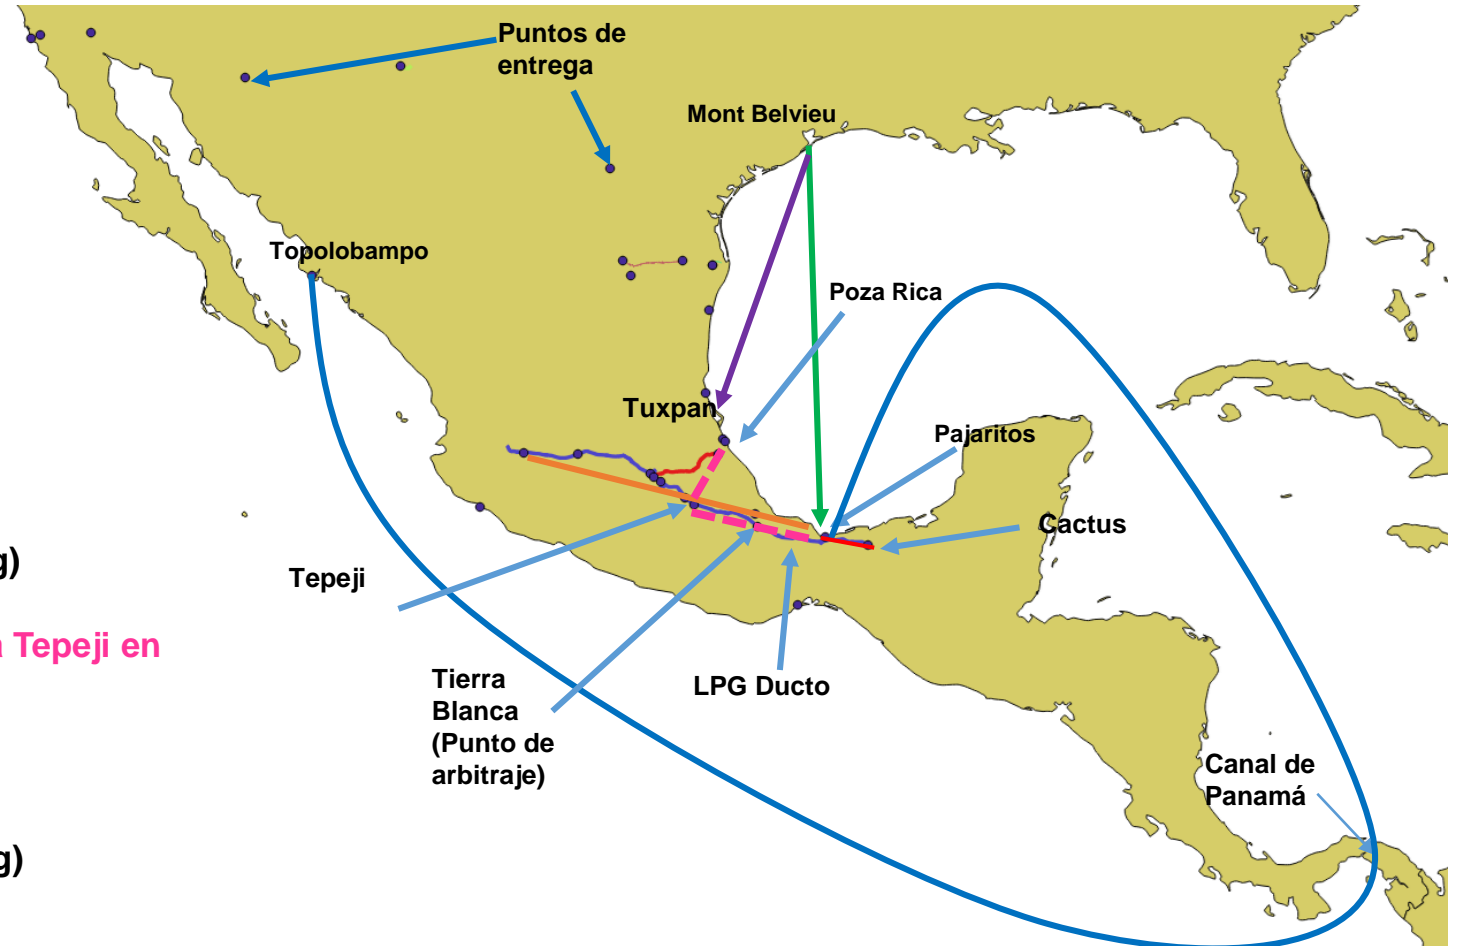 Puntos de
entrega
Mont Belvieu
Topolobampo
Poza Rica
Tuxpan
Pajaritos
Cactus
g)
Tepeji
a Tepeji en
Tierra
Blanca
(Punto de
arbitraje)
LPG Ducto
Canal de
Panamá
g)